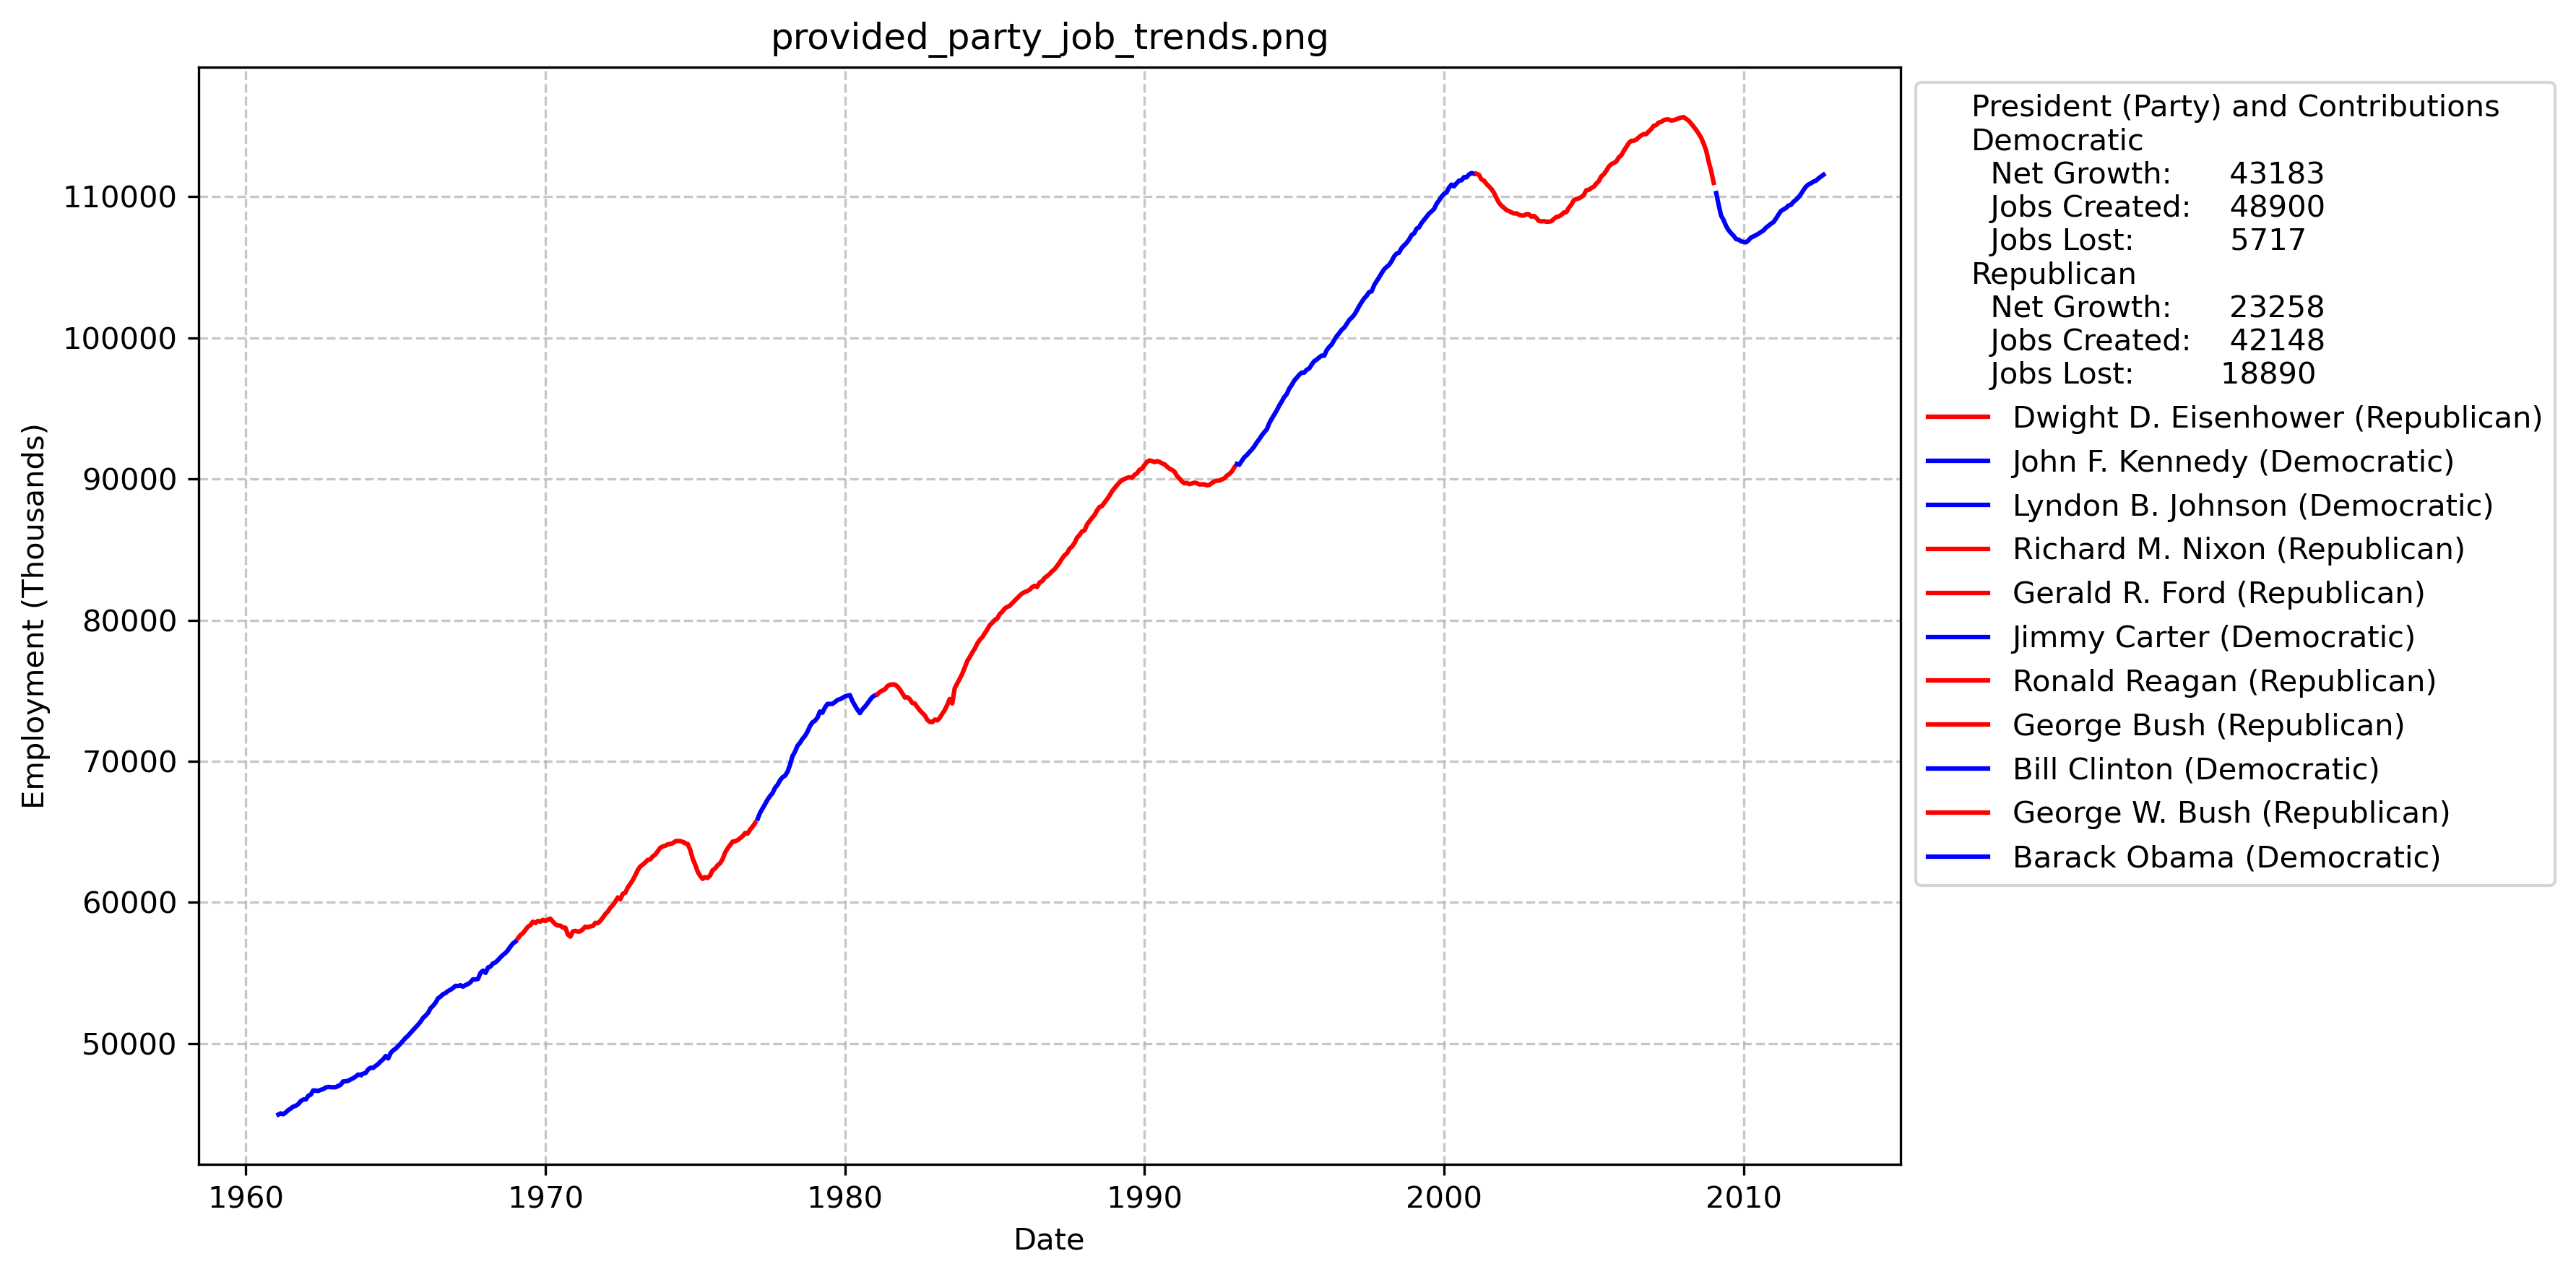 provided_party_job_trends.png
Employment (Thousands)
110000
100000
90000
80000
70000
60000
50000
1960 1970 1980 1990 2000 2010
Date
President (Party) and Contributions
Democratic
Net Growth: 43183
Jobs Created: 48900
Jobs Lost: 5717
Republican
Net Growth: 23258
Jobs Created: 42148
Jobs Lost: 18890
Dwight D. Eisenhower (Republican)
John F. Kennedy (Democratic)
Lyndon B. Johnson (Democratic)
Richard M. Nixon (Republican)
Gerald R. Ford (Republican)
Jimmy Carter (Democratic)
Ronald Reagan (Republican)
George Bush (Republican)
Bill Clinton (Democratic)
George W. Bush (Republican)
Barack Obama (Democratic)